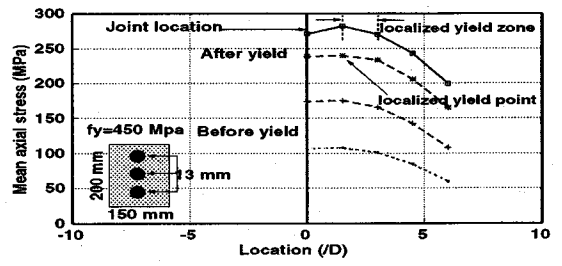 300
250
200
150
100
50
0
Mean axial stress (MPa)
Joint location
localized yield zone
After yield
localized yield point
Before yield
fy=450 Mpa
200 mm
13 mm
150 mm
-10
-5
0
5
10
Location (/D)